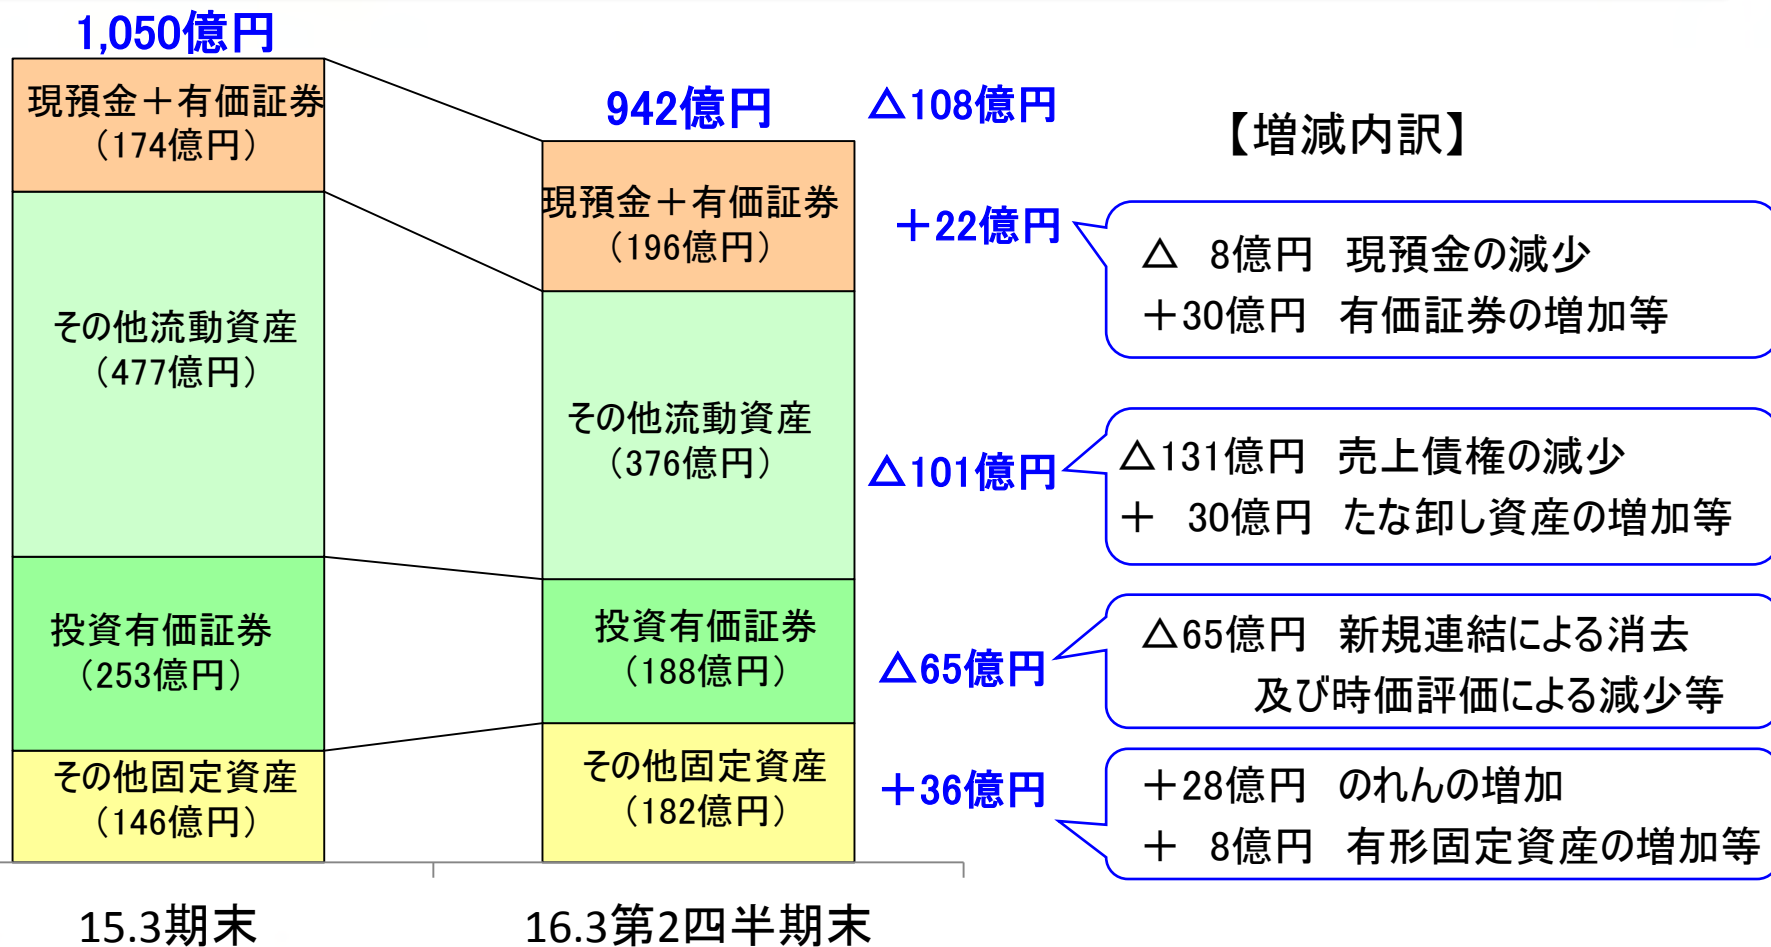 1,050億円
現預金＋有価証券
（174億円）
その他流動資産
（477億円）
投資有価証券
（253億円）
その他固定資産
（146億円）
15.3期末
942億円
現預金＋有価証券
（196億円）
その他流動資産
（376億円）
投資有価証券
（188億円）
その他固定資産
（182億円）
16.3第2四半期末
△108億円
＋22億円
△101億円
△65億円
＋36億円
【増減内訳】
△　8億円　現預金の減少
＋30億円　有価証券の増加等
△131億円　売上債権の減少
＋　30億円　たな卸し資産の増加等
△65億円　新規連結による消去
及び時価評価による減少等
＋28億円　のれんの増加
＋　8億円　有形固定資産の増加等